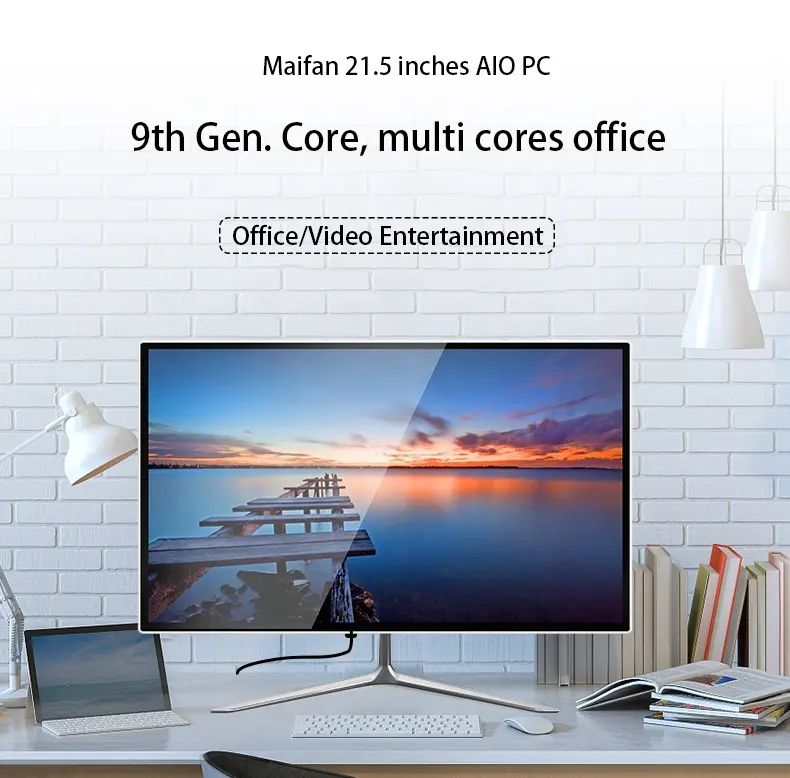 Maifan 21.5 inches AIO PC
9th Gen. Core, multi cores office
Office/Video Entertainment